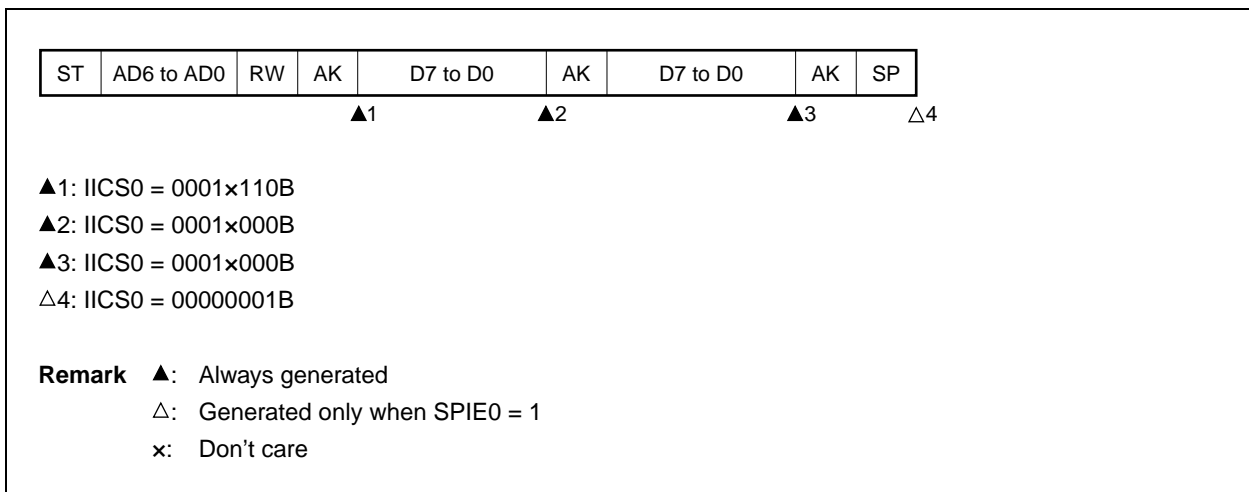 ST AD6 to AD0 RW AK D7 to D0 AK D7 to D0 AK SP
▲1 ▲2 ▲3 △4
▲1: IICS0 = 0001×110B
▲2: IICS0 = 0001×000B
▲3: IICS0 = 0001×000B
△4: IICS0 = 00000001B
Remark ▲: Always generated
△: Generated only when SPIE0 = 1
×: Don't care